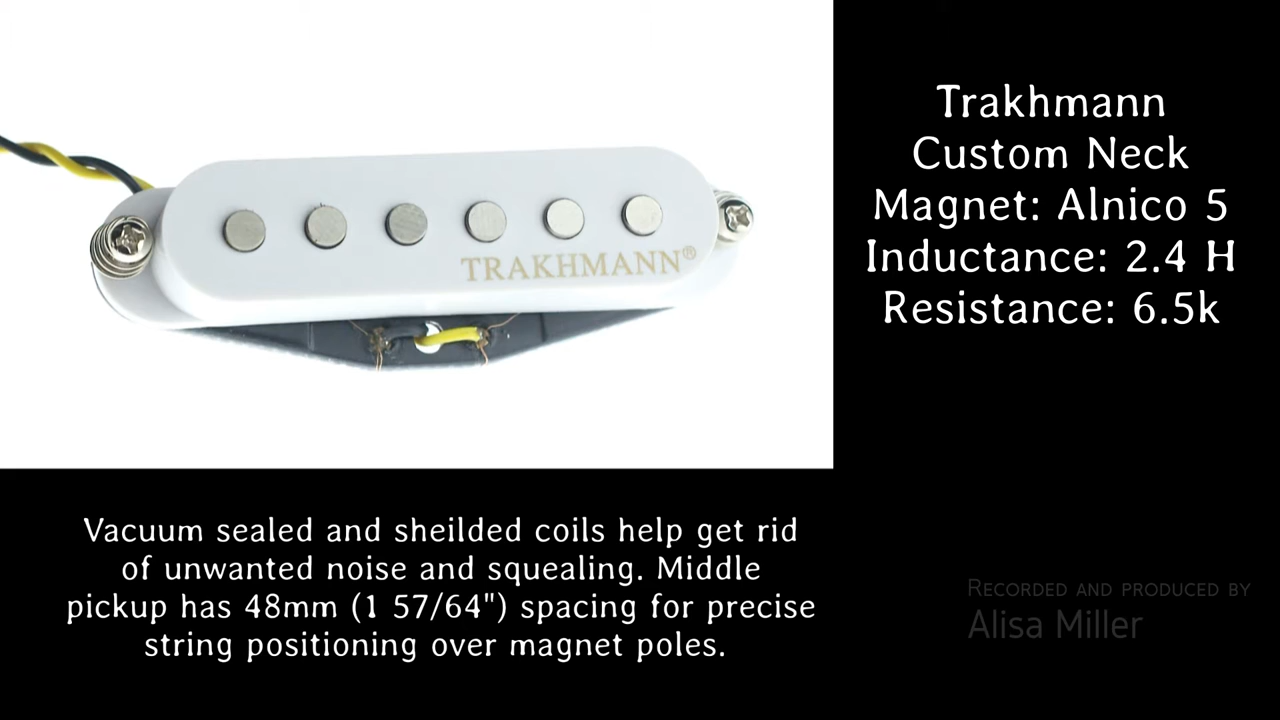 TRAKHMANN®
Trakhmann
Custom Neck
Magnet: Alnico 5
Inductance: 2.4 H
Resistance: 6.5k
Vacuum sealed and sheilded coils help get rid
of unwanted noise and squealing. Middle
pickup has 48mm (1 57/64") spacing for precise
string positioning over magnet poles.
Recorded and produced by
Alisa Miller